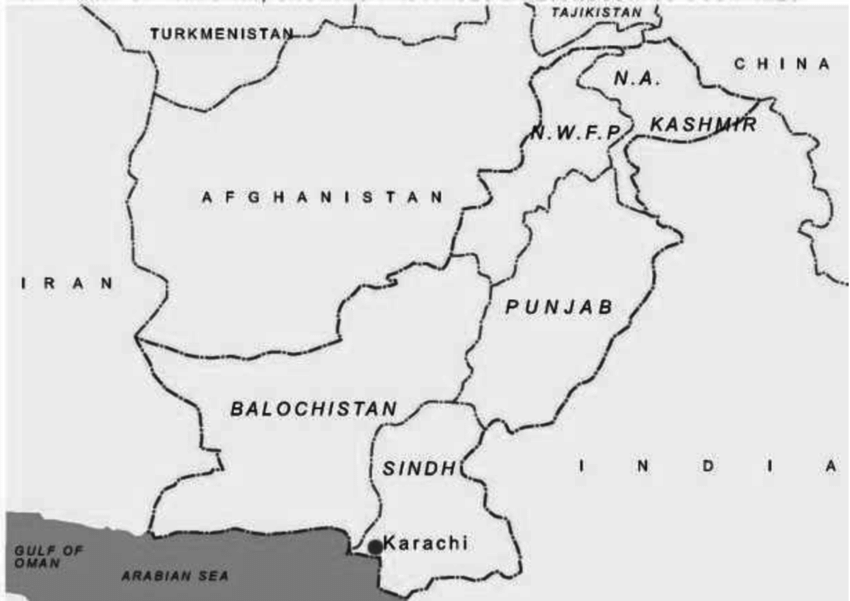 TAJIKISTAN
TURKMENISTAN
CHINA
N.A.
KASHMIR
N.W.F.P
AFGHANISTAN
IRAN
PUNJAB
BALOCHISTAN
SINDH
INDIA
Karachi
GULF OF
OMAN
ARABIAN SEA